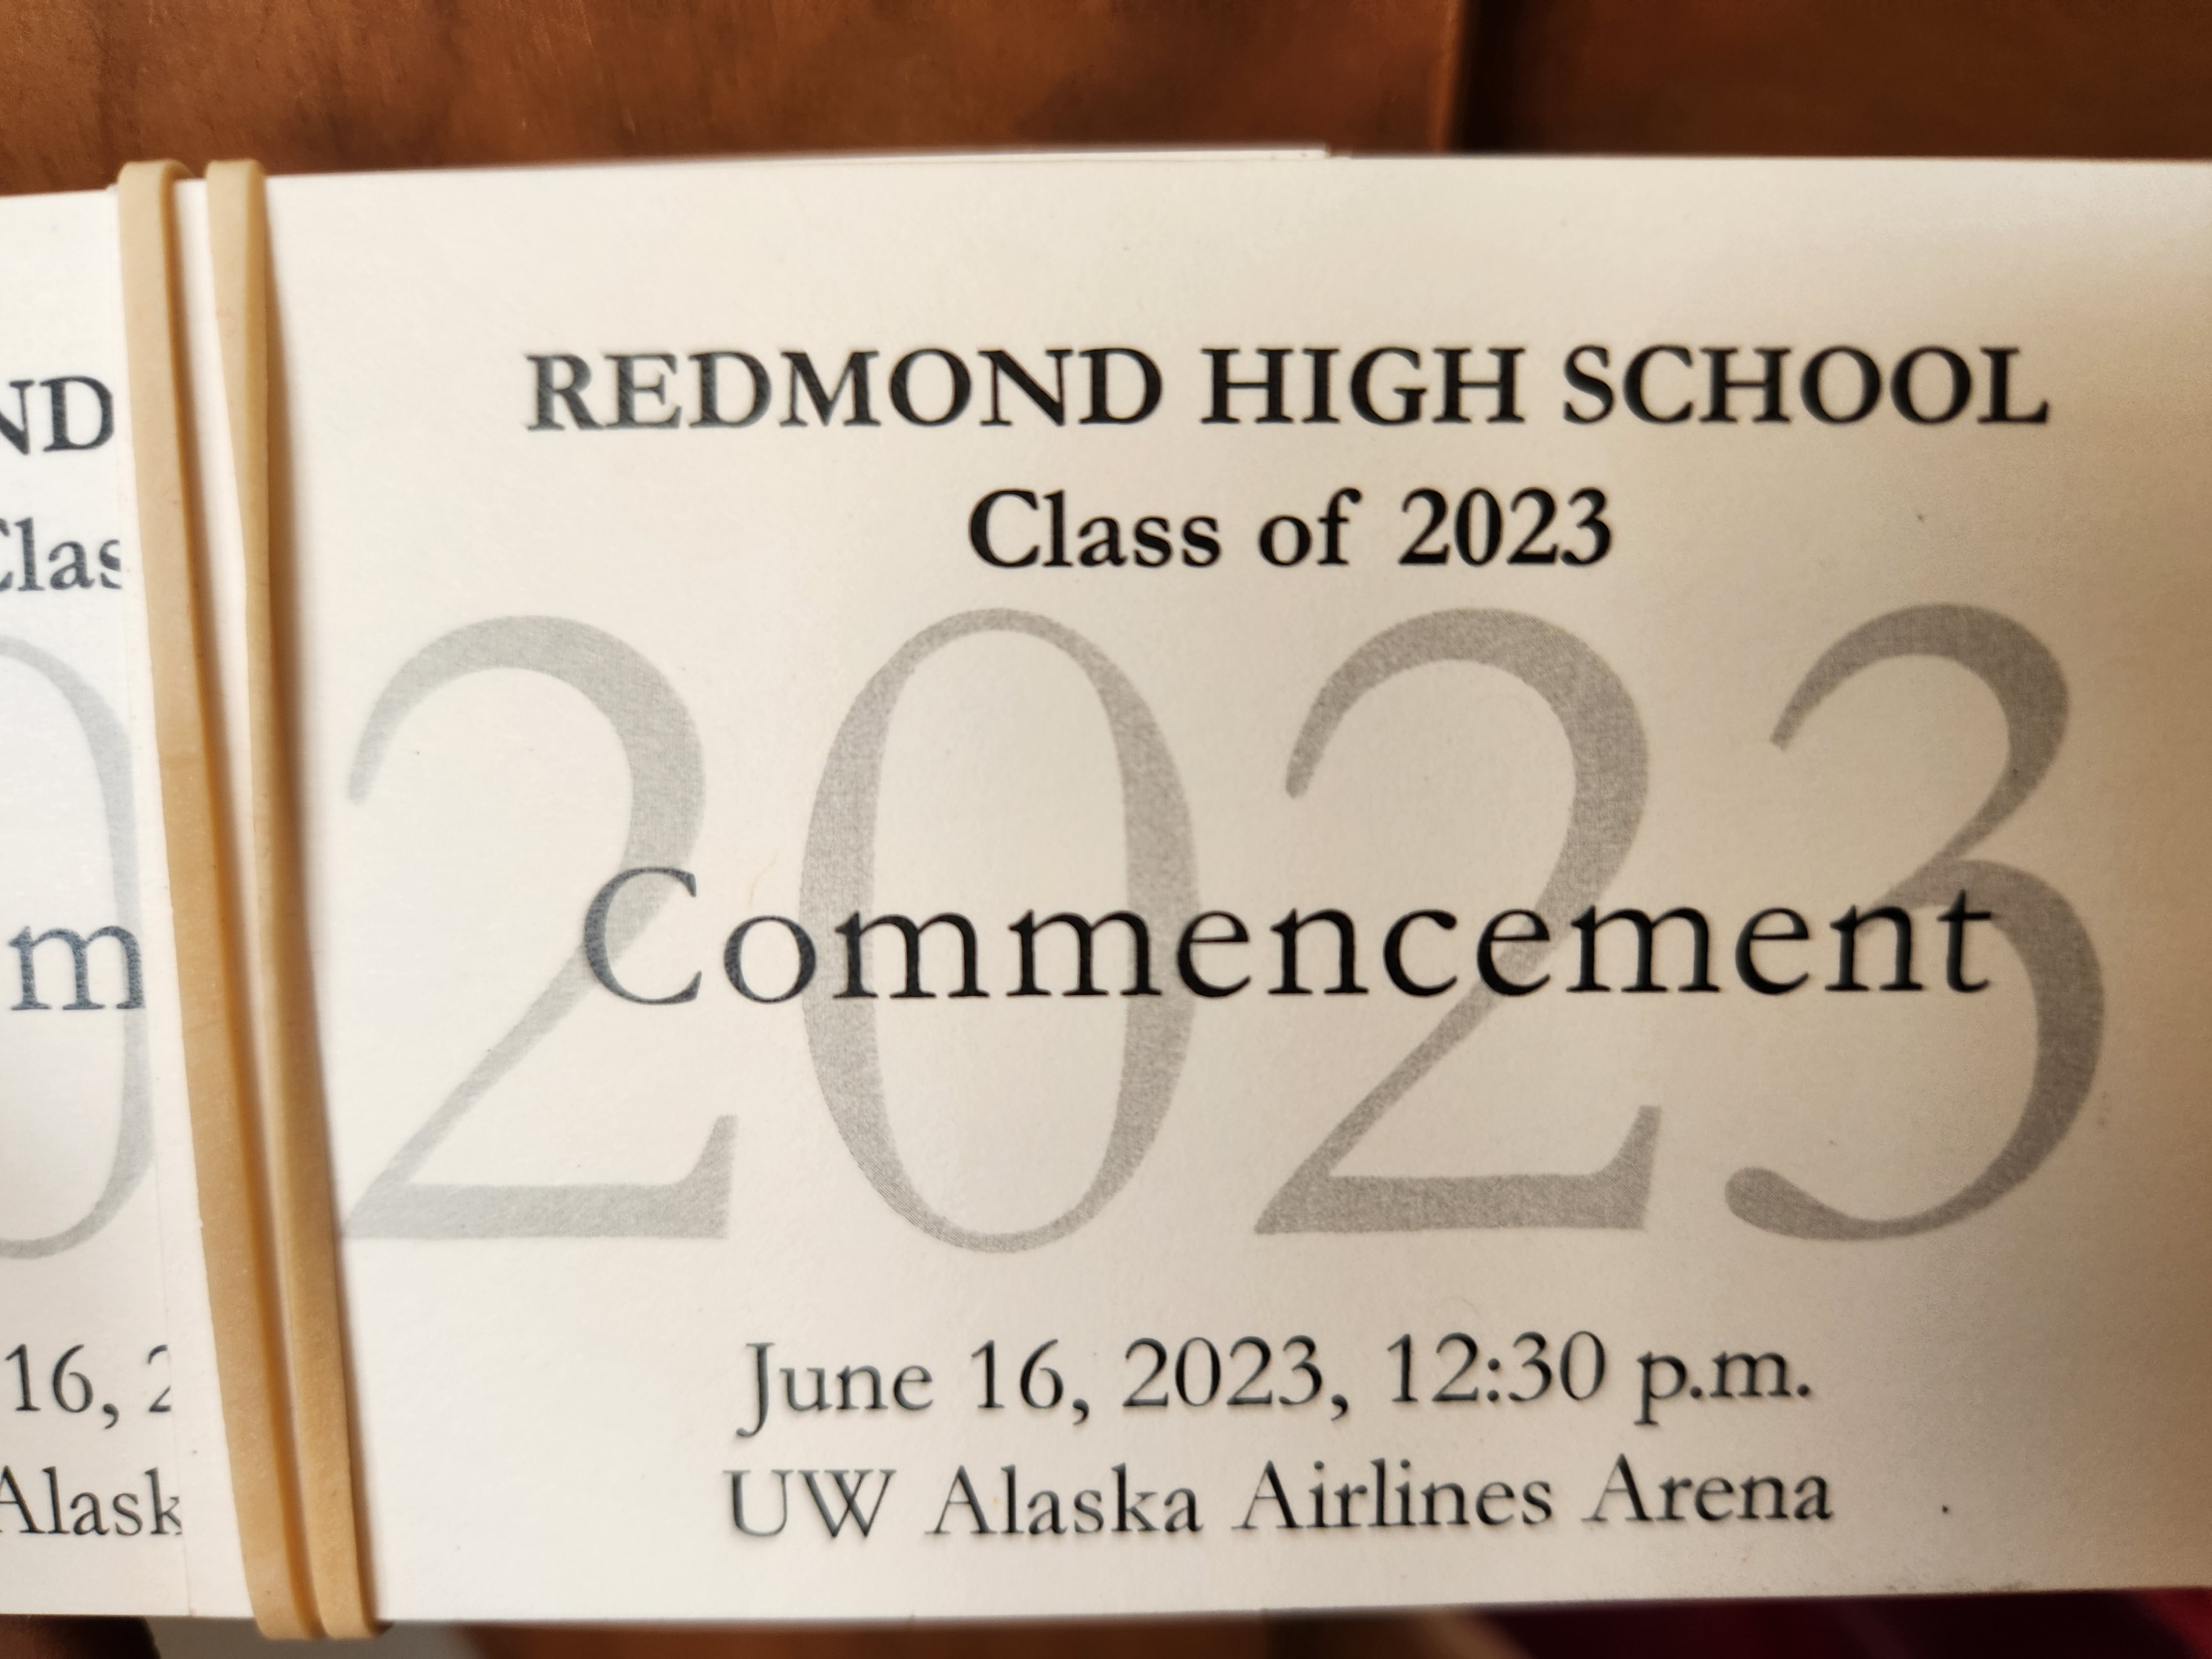 REDMOND HIGH SCHOOL
Class of 2023
2023
Commencement
June 16, 2023, 12:30 p.m.
UW Alaska Airlines Arena
ND
Clas
0
m
16, 2
Alask